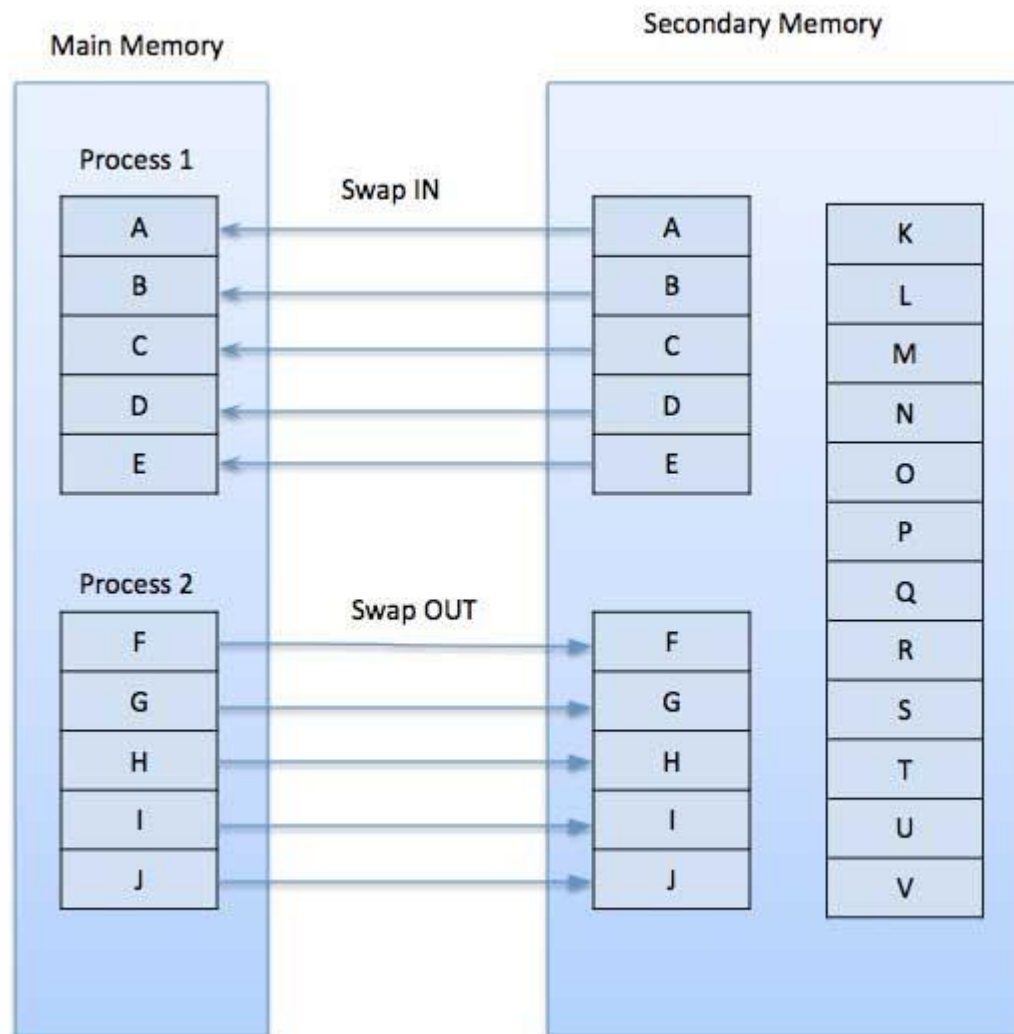 Main Memory
Secondary Memory
Process 1
Swap IN
A
B
C
D
E
A
B
C
D
E
Process 2
Swap OUT
F
G
H
I
J
F
G
H
I
J
K
L
M
N
O
P
Q
R
S
T
U
V